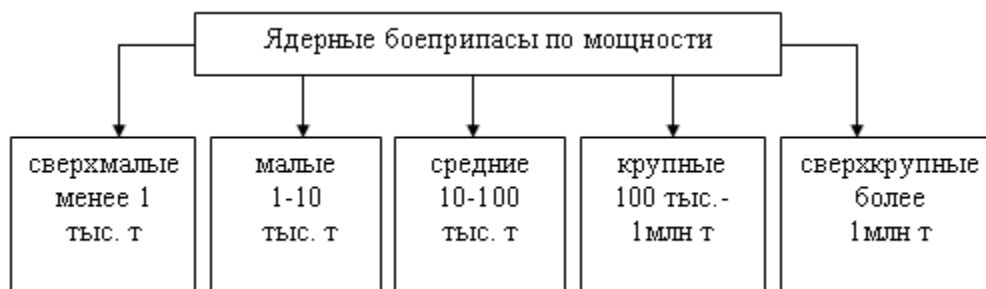 Ядерные боеприпасы по мощности
сверхмалые
менее 1
тыс. т
малые
1-10
тыс. т
средние
10-100
тыс. т
крупные
100 тыс.-
1млн т
сверхкрупные
более
1млн т